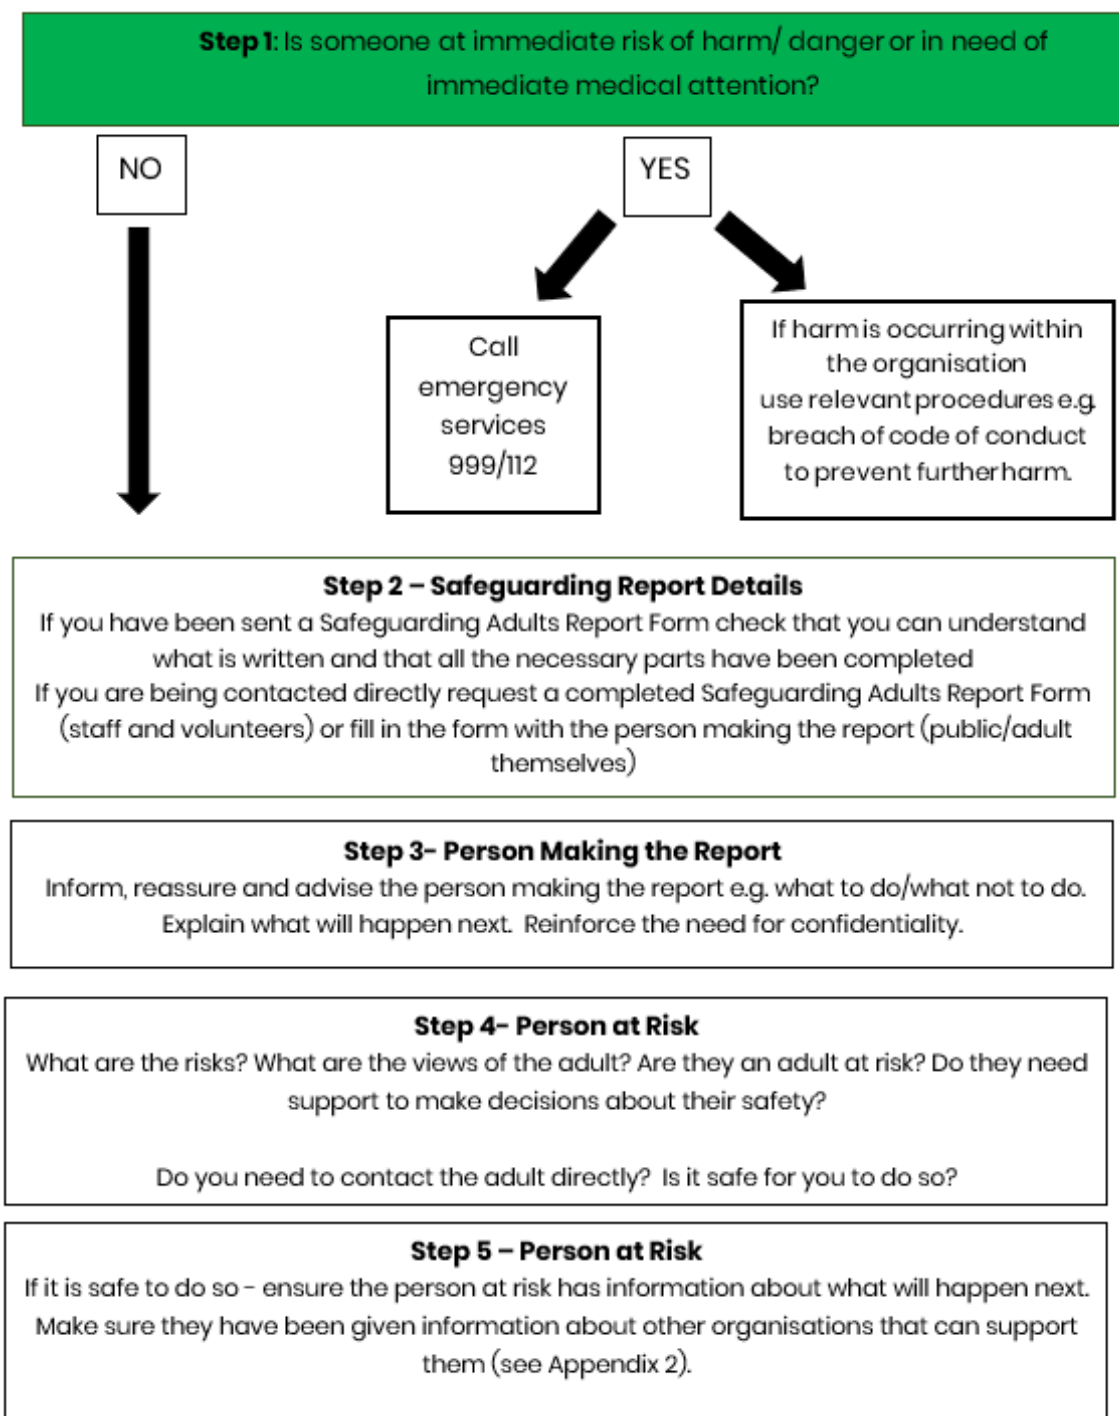 Step 1: Is someone at immediate risk of harm/ danger or in need of
immediate medical attention?
NO
YES
Call
emergency
services
999/112
If harm is occurring within
the organisation
use relevant procedures e.g.
breach of code of conduct
to prevent further harm.
Step 2 – Safeguarding Report Details
If you have been sent a Safeguarding Adults Report Form check that you can understand
what is written and that all the necessary parts have been completed
If you are being contacted directly request a completed Safeguarding Adults Report Form
(staff and volunteers) or fill in the form with the person making the report (public/adult
themselves)
Step 3- Person Making the Report
Inform, reassure and advise the person making the report e.g. what to do/what not to do.
Explain what will happen next. Reinforce the need for confidentiality.
Step 4- Person at Risk
What are the risks? What are the views of the adult? Are they an adult at risk? Do they need
support to make decisions about their safety?
Do you need to contact the adult directly? Is it safe for you to do so?
Step 5 – Person at Risk
If it is safe to do so - ensure the person at risk has information about what will happen next.
Make sure they have been given information about other organisations that can support
them (see Appendix 2).